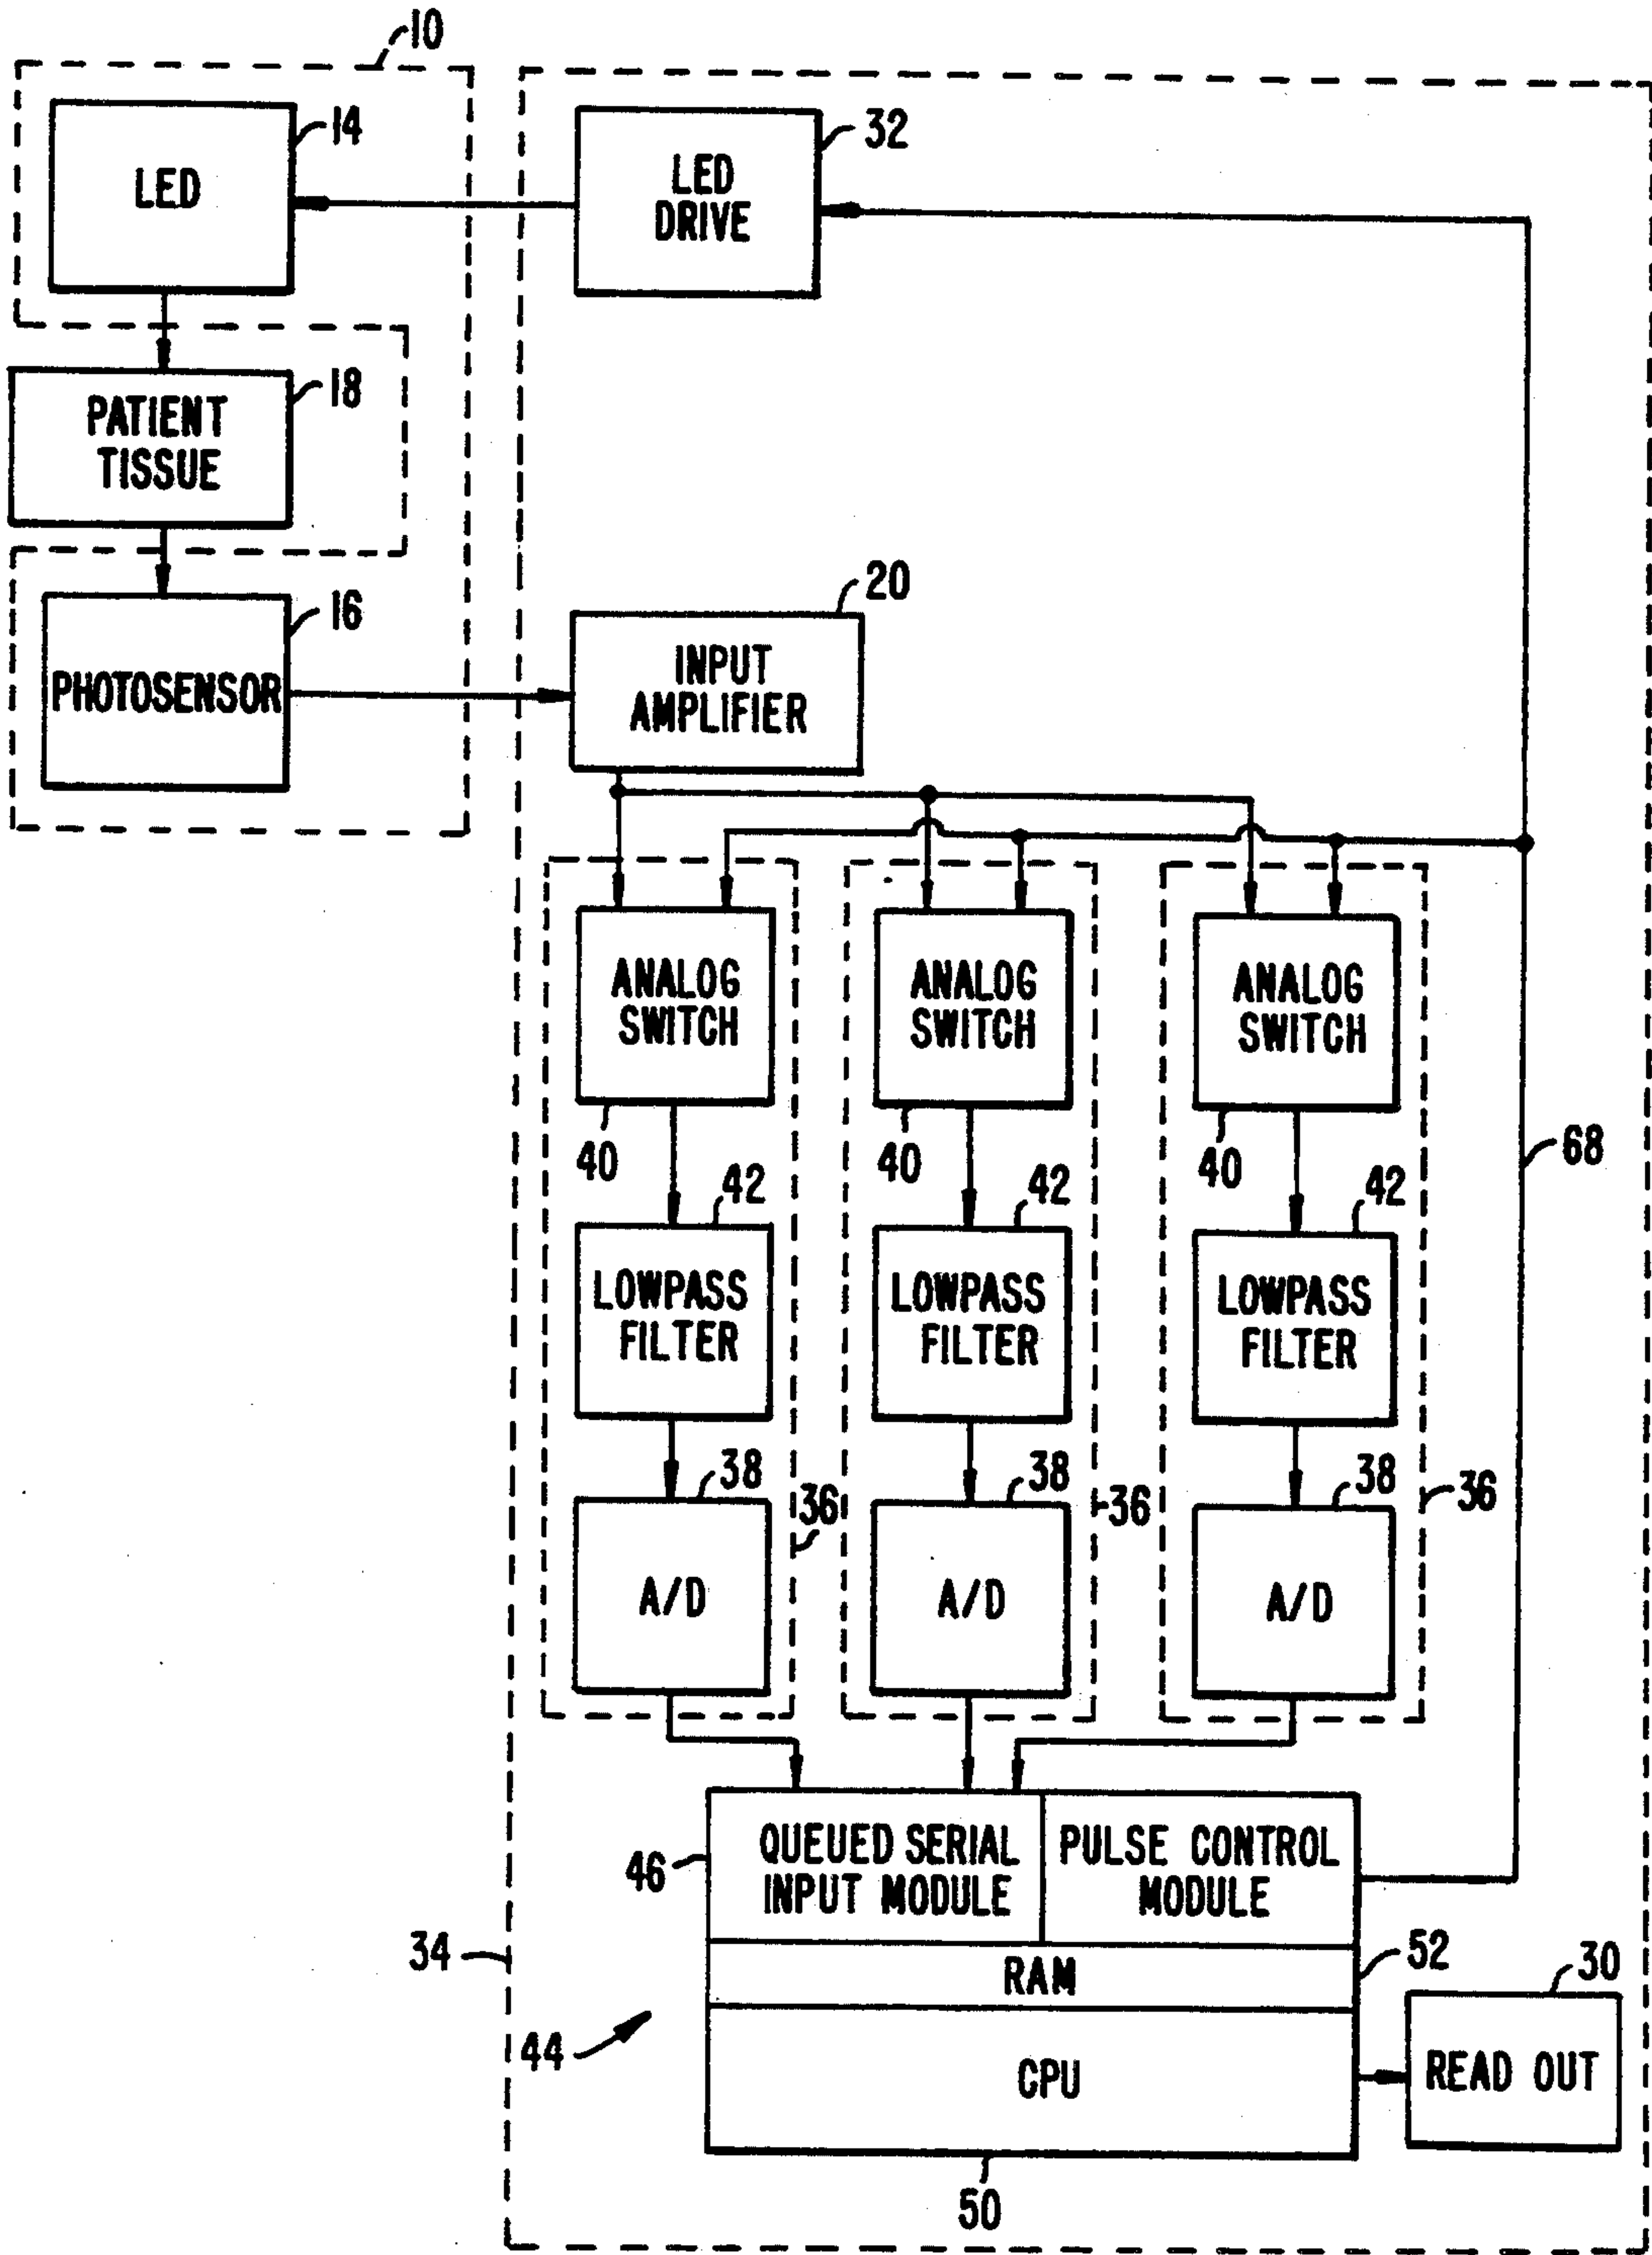 10
14
LED
32
LED
DRIVE
18
PATIENT
TISSUE
16
PHOTOSENSOR
20
INPUT
AMPLIFIER
ANALOG
SWITCH
ANALOG
SWITCH
ANALOG
SWITCH
40
40
40
68
42
42
42
LOWPASS
FILTER
LOWPASS
FILTER
LOWPASS
FILTER
38
38
38
36
36
36
A/D
A/D
A/D
46
QUEUED SERIAL
INPUT MODULE
PULSE CONTROL
MODULE
34
RAM
52
30
44
CPU
READ OUT
50